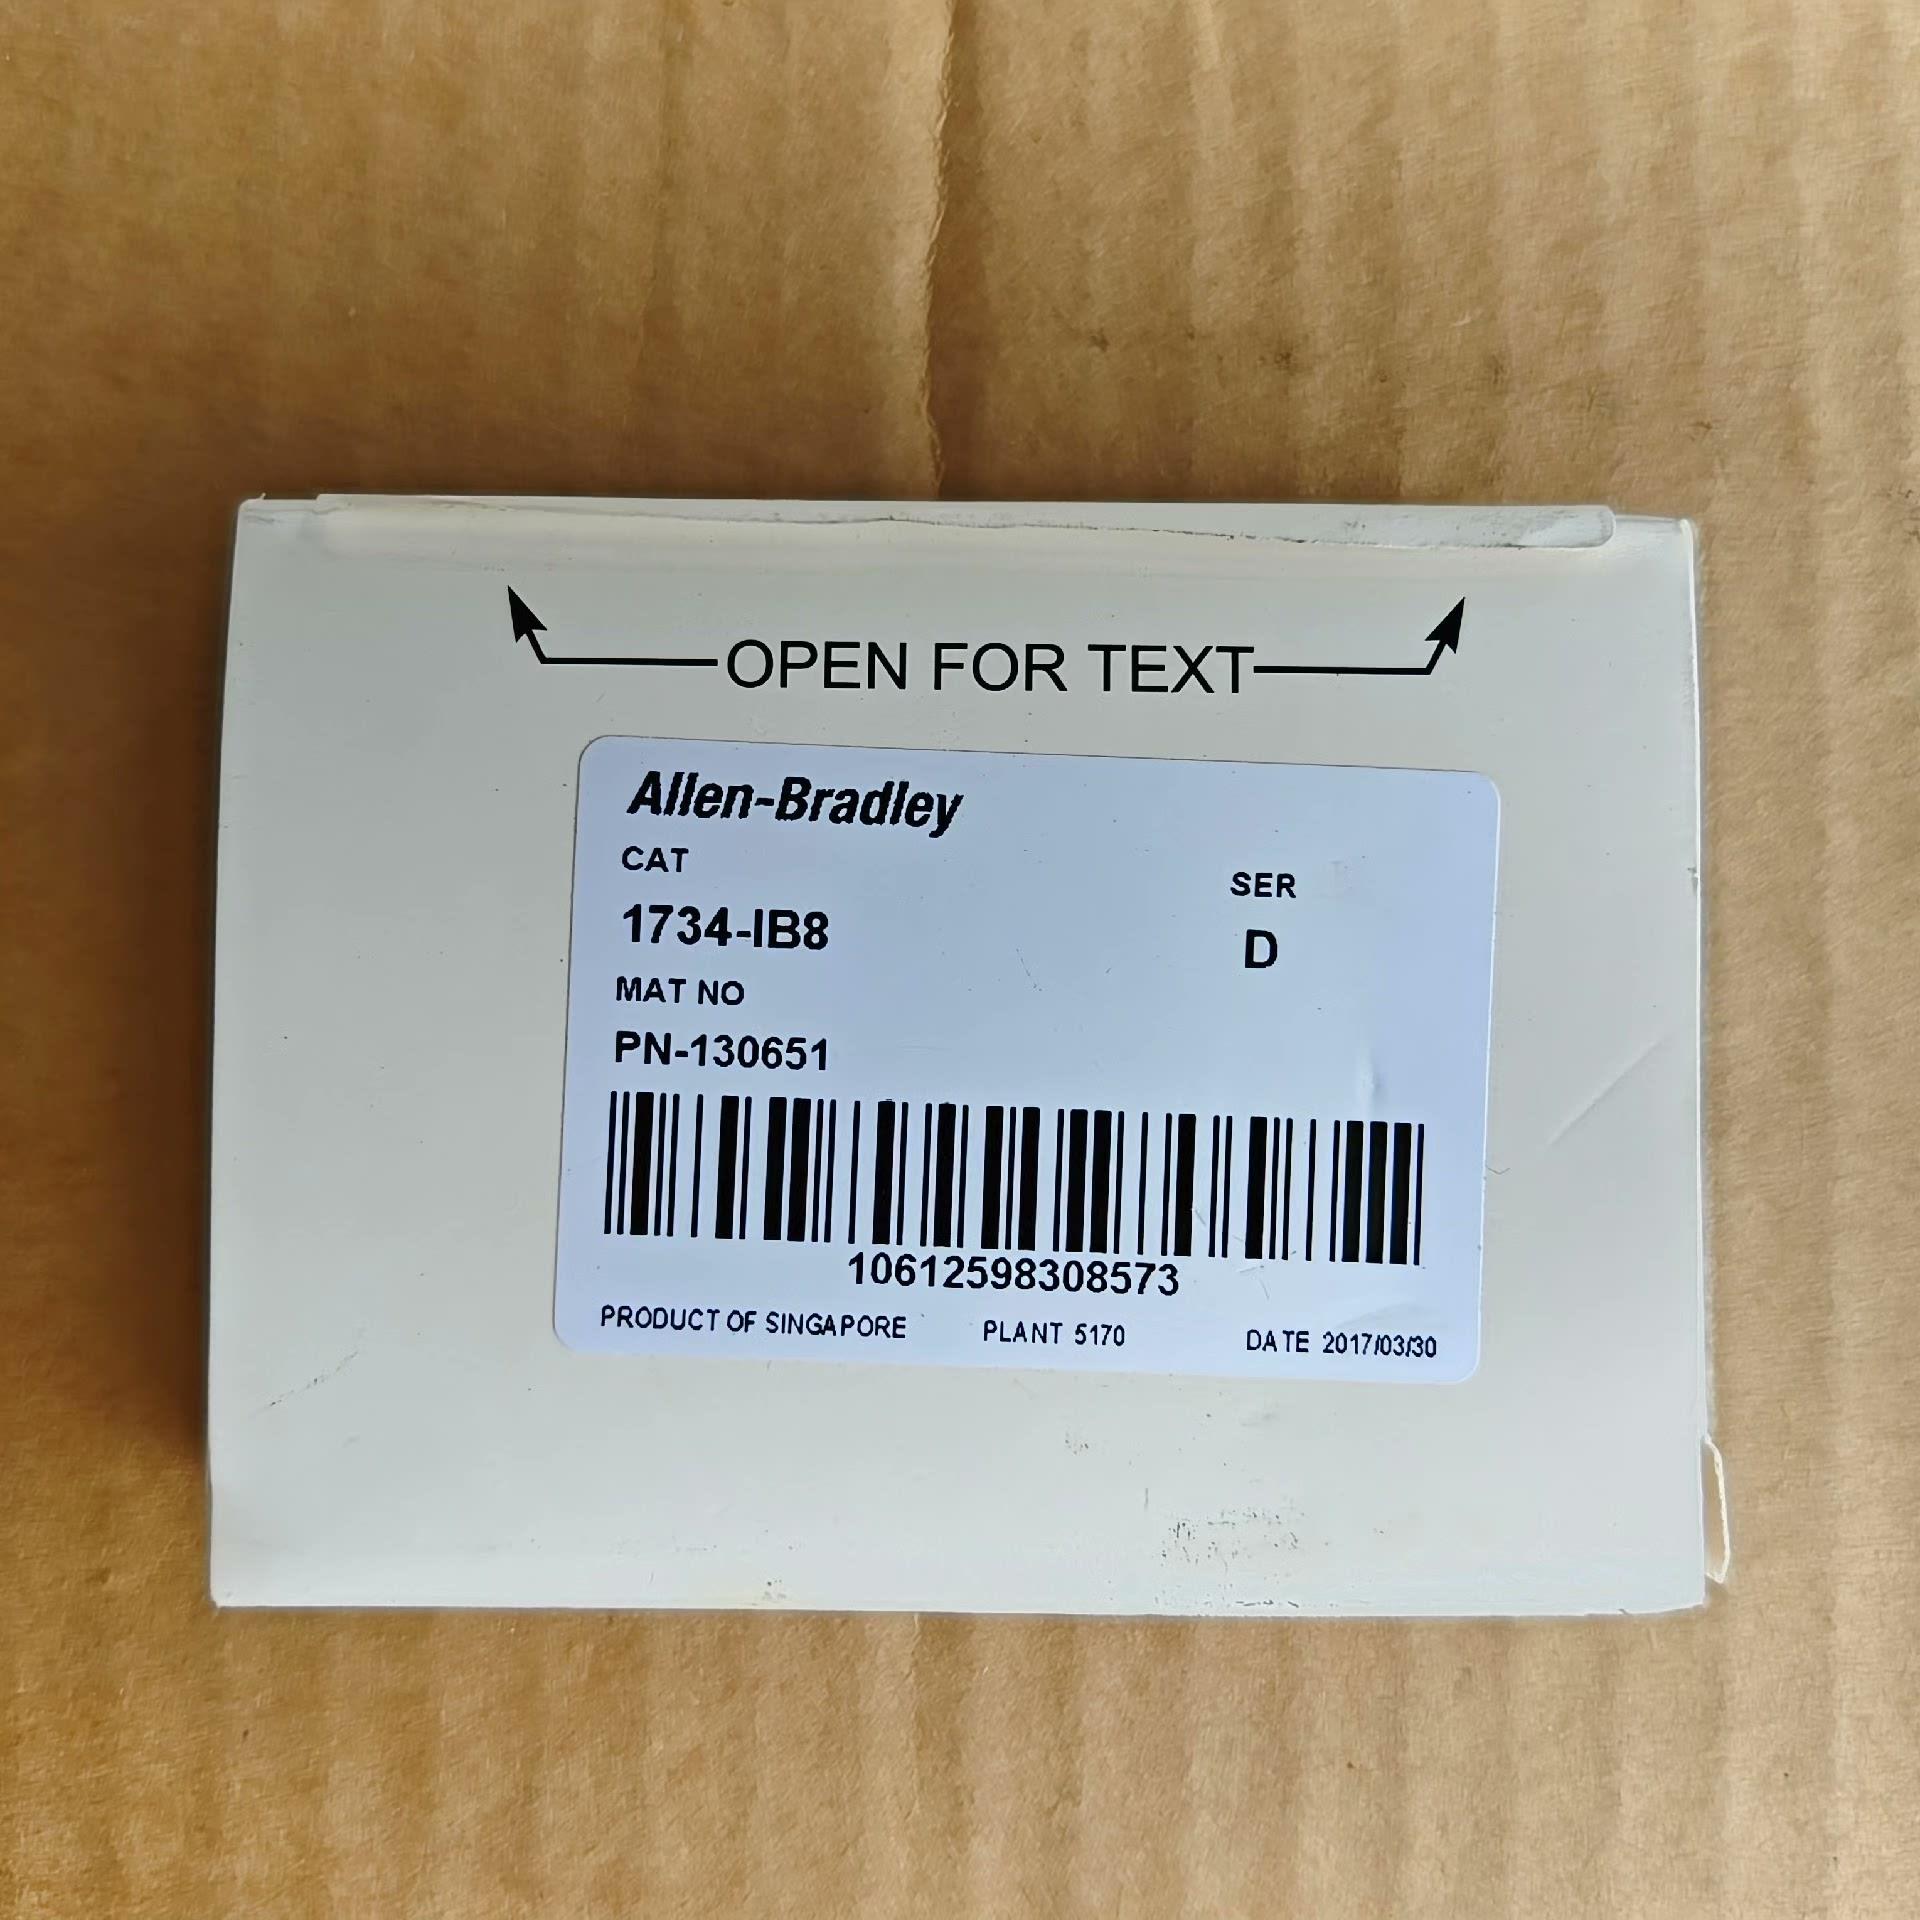 OPEN FOR TEXT
Allen-Bradley
CAT
SER
1734-IB8
D
MAT NO
PN-130651
10612598308573
PRODUCT OF SINGAPORE PLANT 5170 DATE 2017/03/30